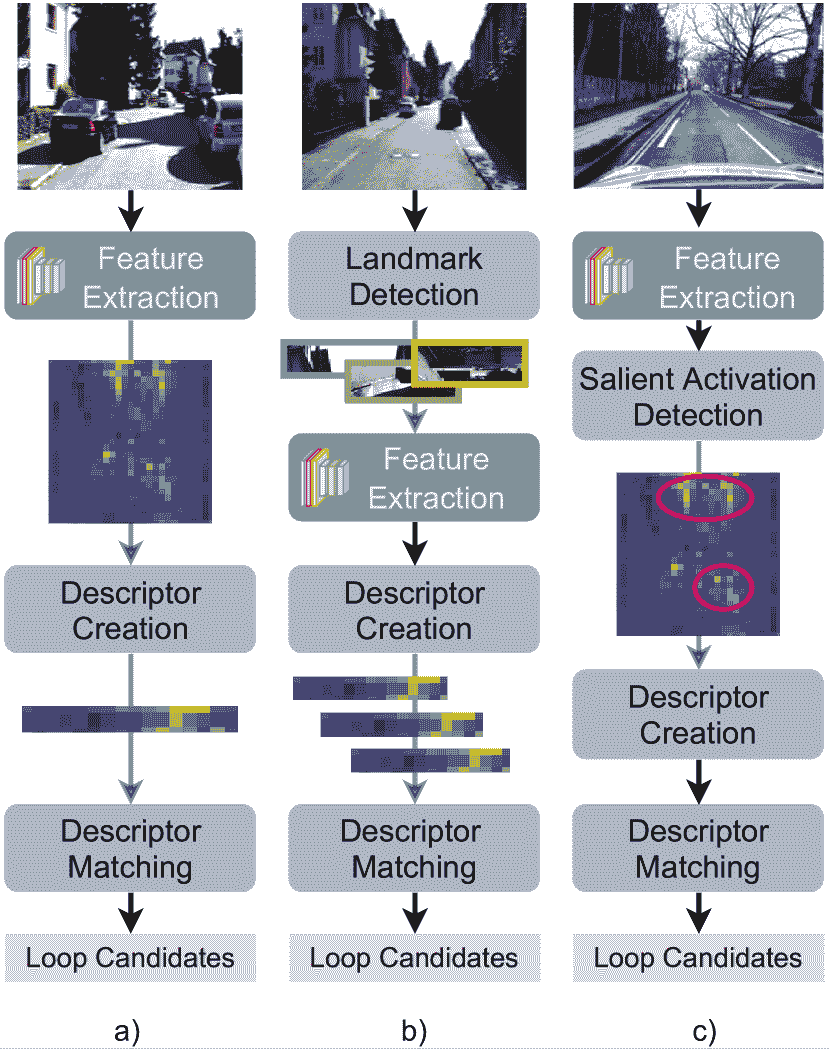 Feature
Extraction
Descriptor
Creation
Descriptor
Matching
Loop Candidates
a)
Landmark
Detection
Feature
Extraction
Descriptor
Creation
Descriptor
Matching
Loop Candidates
b)
Feature
Extraction
Salient Activation
Detection
Descriptor
Creation
Descriptor
Matching
Loop Candidates
c)